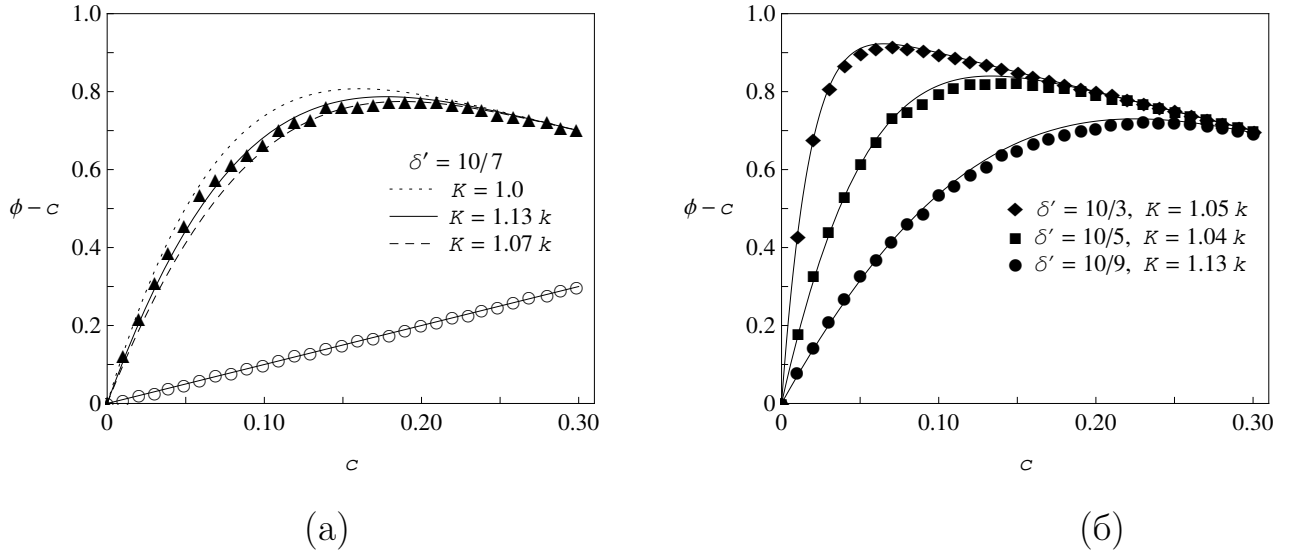 1.0
0.8
0.6
ϕ – c
0.4
0.2
0
0
0.10
0.20
0.30
c
δ′ = 10/7
K = 1.0
K = 1.13 k
K = 1.07 k
(а)
1.0
0.8
0.6
ϕ – c
0.4
0.2
0
0
0.10
0.20
0.30
c
δ′ = 10/3, K = 1.05 k
δ′ = 10/5, K = 1.04 k
δ′ = 10/9, K = 1.13 k
(б)